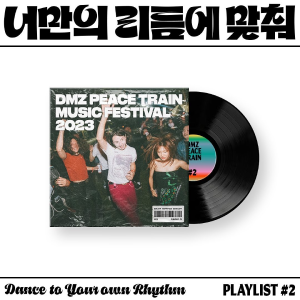 너만의 리듬에 맞춰
DMZ PEACE TRAIN
MUSIC FESTIVAL
2023
DMZ
PEACE
TRAIN
#2
Dance to Your own Rhythm
PLAYLIST #2